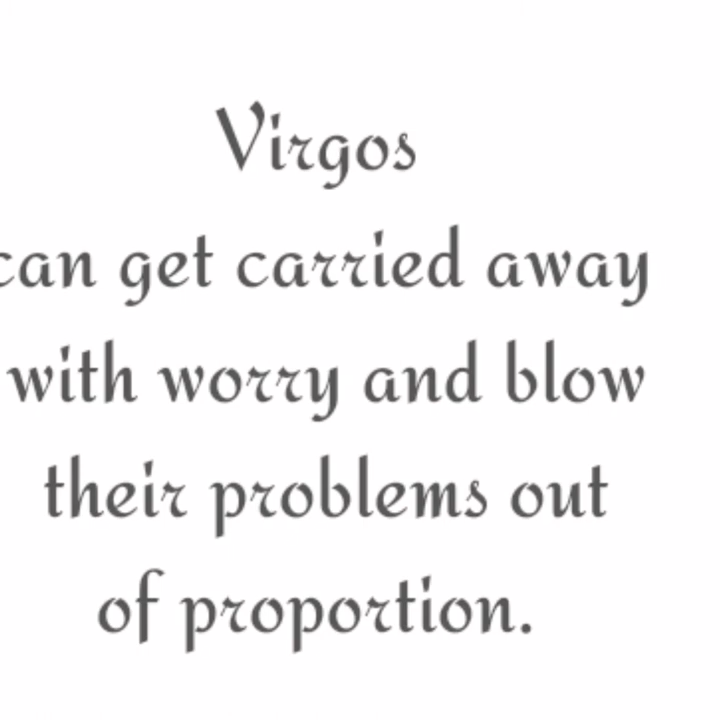 Virgos
can get carried away
with worry and blow
their problems out
of proportion.